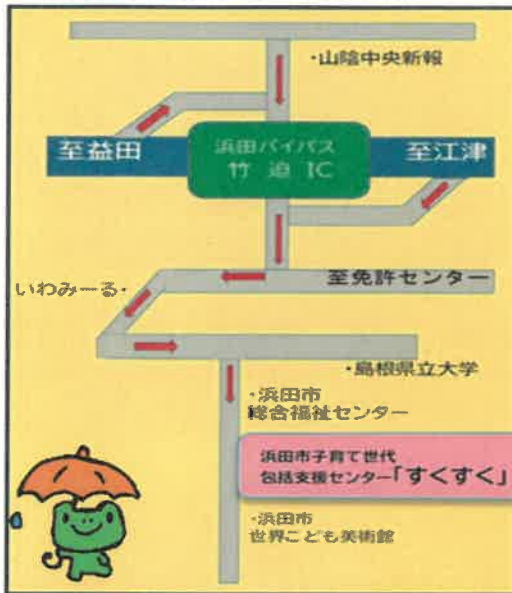 ・山陰中央新報
至益田
浜田バイパス
竹迫IC
至江津
至免許センター
いわみーる・
・島根県立大学
・浜田市
総合福祉センター
浜田市子育て世代
包括支援センター「すくすく」
・浜田市
世界こども美術館